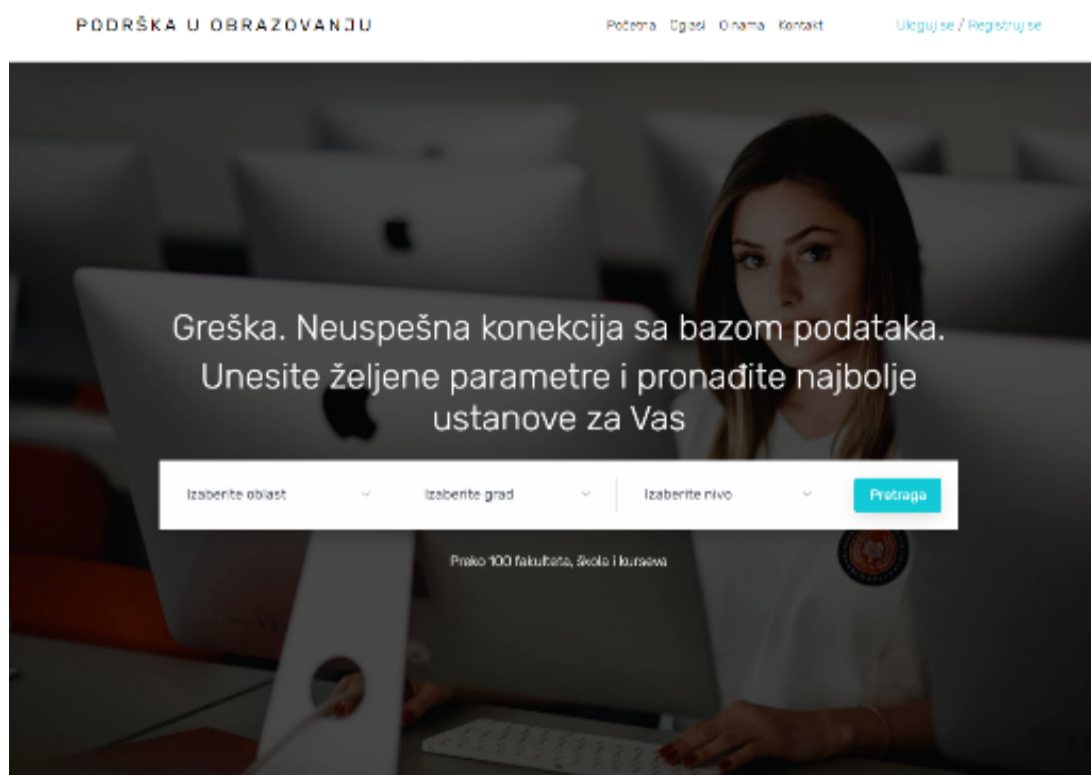 PODRŠKA U OBRAZOVANJU
Početna Oglasi O nama Kontakt
Uloguj se / Registruj se
Greška. Neuspešna konekcija sa bazom podataka.
Unesite željene parametre i pronađite najbolje
ustanove za Vas
Izaberite oblast
Izaberite grad
Izaberite nivo
Pretraga
Preko 100 fakulteta, škola i kurseva